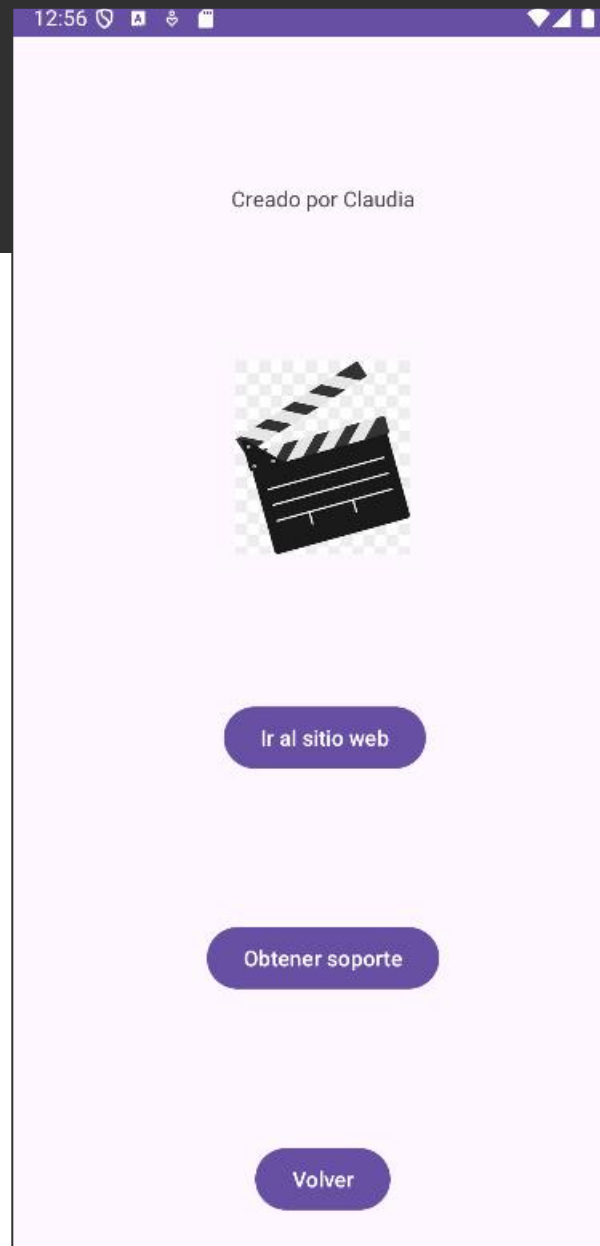 12:56
Creado por Claudia
Ir al sitio web
Obtener soporte
Volver